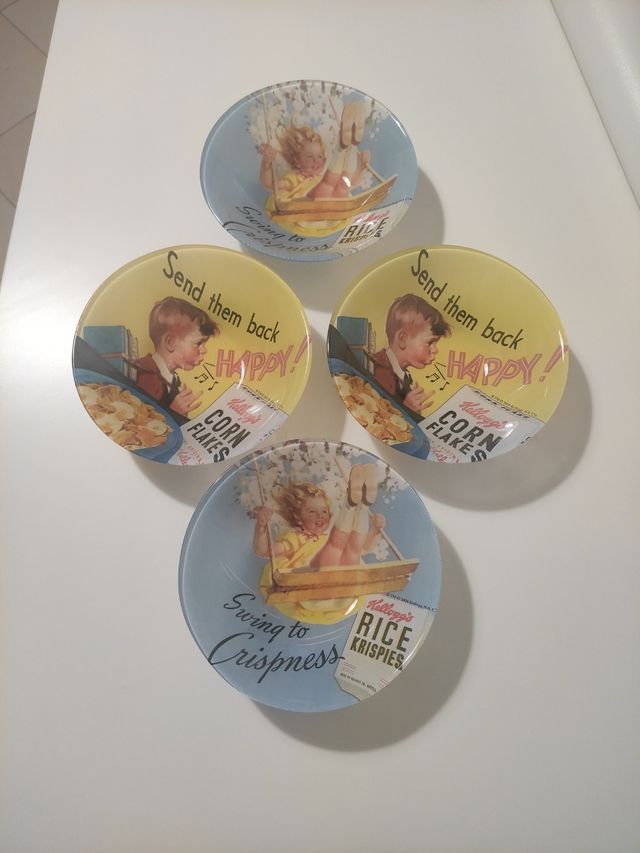 Swing to
Crispness
Kellogg's
RICE
KRISPIES
Send them back
HAPPY!
Kellogg's
CORN
FLAKES
Send them back
HAPPY!
Kellogg's
CORN
FLAKES
Swing to
Crispness
Kellogg's
RICE
KRISPIES